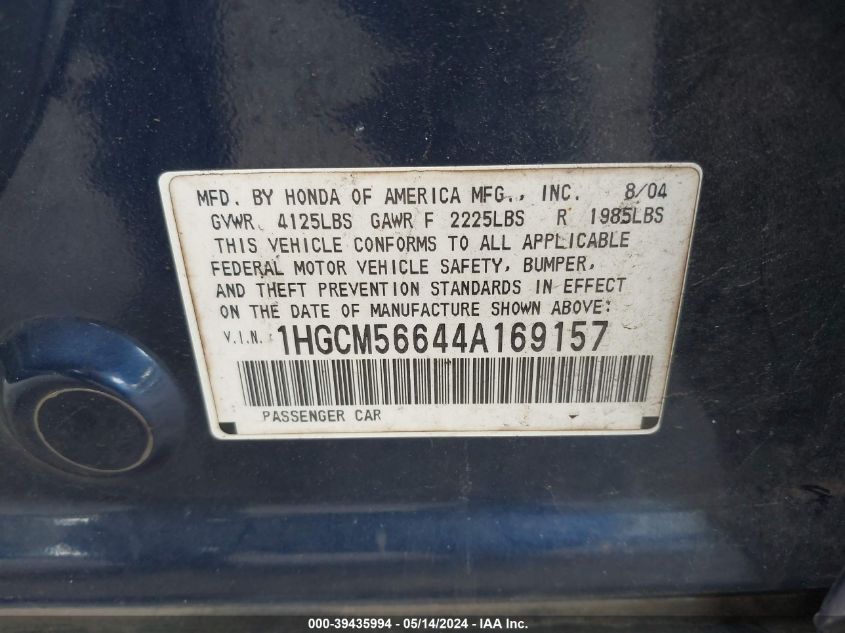 MFD. BY HONDA OF AMERICA MFG., INC. 8/04
GVWR 4125LBS GAWR F 2225LBS R 1985LBS
THIS VEHICLE CONFORMS TO ALL APPLICABLE
FEDERAL MOTOR VEHICLE SAFETY, BUMPER,
AND THEFT PREVENTION STANDARDS IN EFFECT
ON THE DATE OF MANUFACTURE SHOWN ABOVE:
V.I.N. 1HGCM56644A169157
PASSENGER CAR
000-39435994 - 05/14/2024 - IAA Inc.